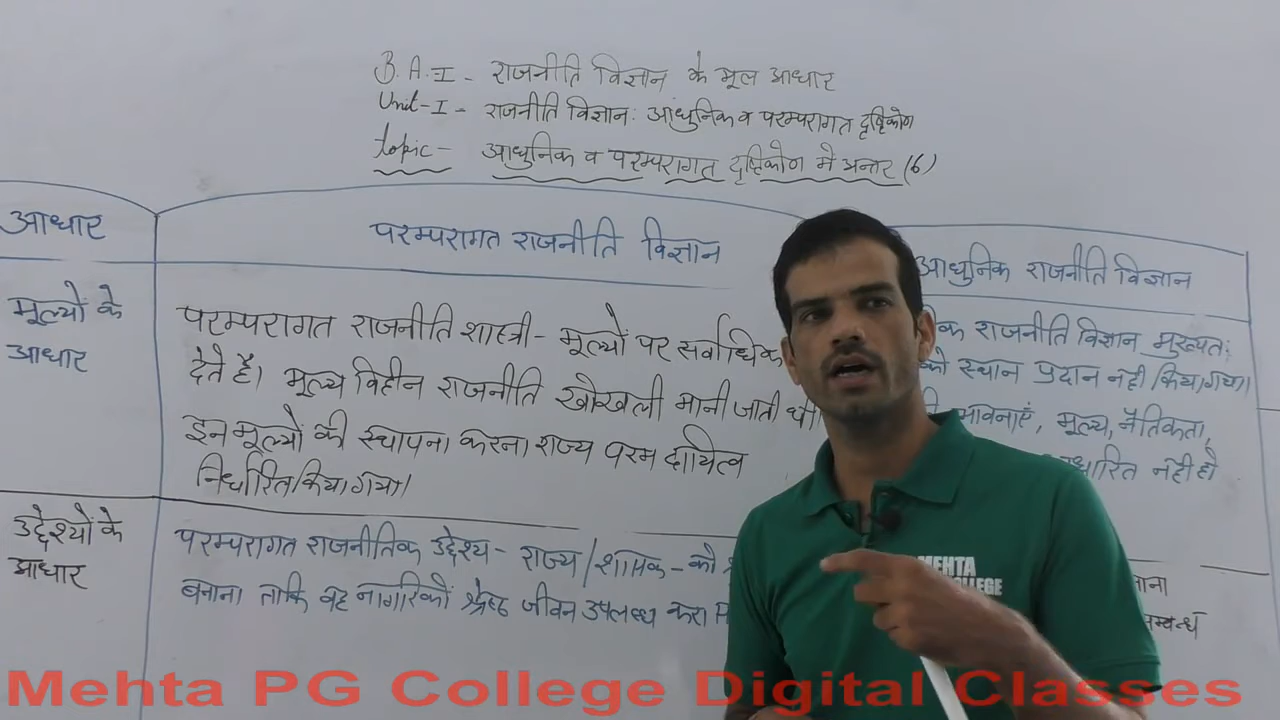 B.A.I - राजनीति विज्ञान के मूल आधार
Unit-I - राजनीति विज्ञान: आधुनिक व परम्परागत दृष्टिकोण
topic - आधुनिक व परम्परागत दृष्टिकोण मे अन्तर (6)
आधार
परम्परागत राजनीति विज्ञान
आधुनिक राजनीति विज्ञान
मूल्यो के
आधार
परम्परागत राजनीति शास्त्री - मूल्यों पर सर्वाधिक
देते है। मूल्य विहीन राजनीति खोखली मानी जाती थी
इन मूल्यो की स्थापना करना राज्य परम दायित्व
निर्धारित किया गया।
राजनीति विज्ञान मुख्यतः
को स्थान प्रदान नही किया गया।
भावनाएं, मूल्य, नैतिकता,
नही हो
उद्देश्यों के
आधार
परम्परागत राजनीतिक उद्देश्य - राज्य/शासक - को
बनाना ताकि वह नागरिकों श्रेष्ठ जीवन उपलब्ध करा
MEHTA
COLLEGE
Mehta PG College Digital Classes